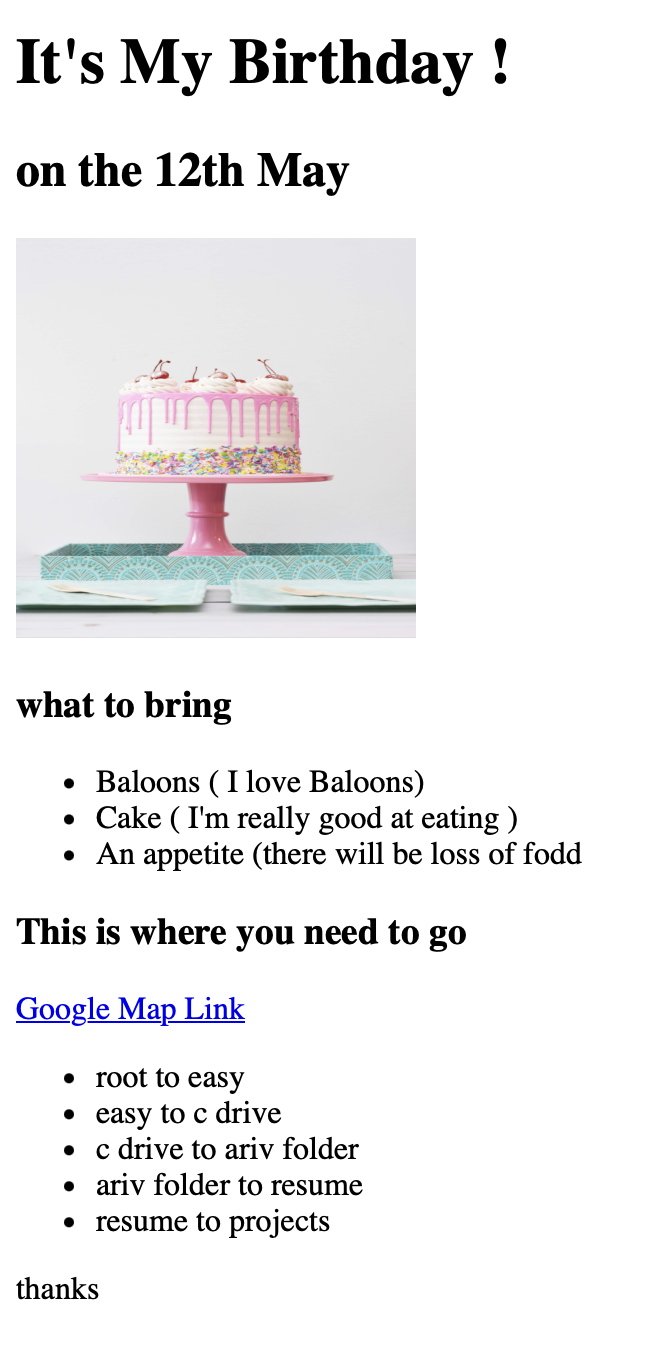 It's My Birthday !
on the 12th May
what to bring
Baloons ( I love Baloons)
Cake ( I'm really good at eating )
An appetite (there will be loss of fodd
This is where you need to go
Google Map Link
root to easy
easy to c drive
c drive to ariv folder
ariv folder to resume
resume to projects
thanks